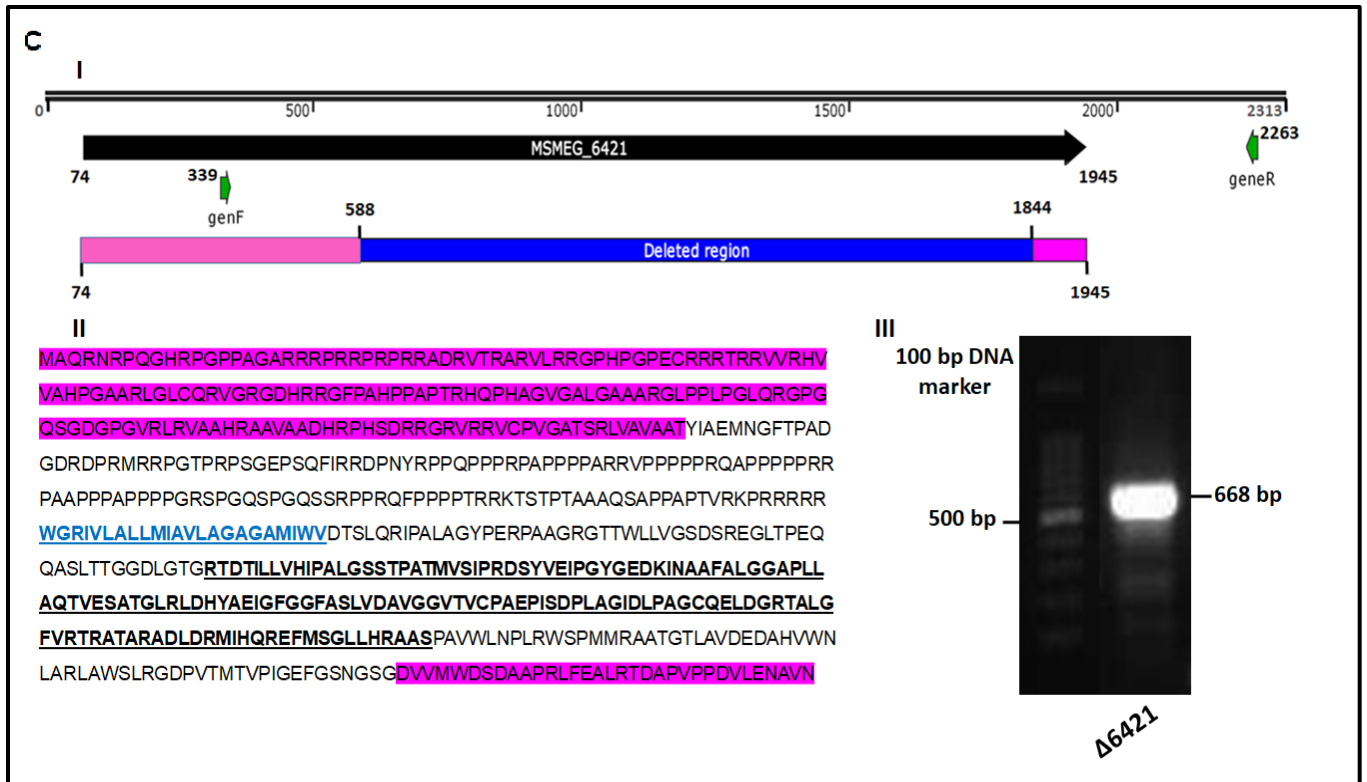 C
I
0 500 1000 1500 2000 2313
MSMEG_6421
74 1945
339
genF
2263
geneR
588 1844
Deleted region
74 1945
II
MAQRNRPQGHRPGPPAGARRRPRRPRPRRADRVTRARVLRRGPHPGPECRRRTRRVVRHV
VAHPGAARLGLCQRVGRGDHRRGFPAHPPAPTRHQPHAGVGALGAAARGLPPLPGLQRGPG
QSGDGPGVRLRVAAHRAAVAADHRPHSDRRGRVRRVCPVGATSRLVAVAATYIAEMNGFTPAD
GDRDPRMRRPGTPRPSGEPSQFIRRDPNYRPPQPPPRPAPPPPARRVPPPPPRQAPPPPPRR
PAAPPPAPPPPGRSPGQSPGQSSRPPRQFPPPPTRRKTSTPTAAAQSAPPAPTVRKPRRRRR
WGRIVLALLMIAVLAGAGAMIWVDTSLQRIPALAGYPERPAAGRGTTWLLVGSDSREGLTPEQ
QASLTTGGDLGTGRTDTILLVHIPALGSSTPATMVSIPRDSYVEIPGYGEDKINAAFALGGAPLL
AQTVESATGLRLDHYAEIGFGGFASLVDAVGGVTVCPAEPISDPLAGIDLPAGCQELDGRTALG
FVRTRATARADLDRMIHQREFMSGLLHRAASPAVWLNPLRWSPMMRAATGTLAVDEDAHVWN
LARLAWSLRGDPVTMTVPIGEFGSNGSGDVVMWDSDAAPRLFEALRTDAPVPPDVLENAVN
III
100 bp DNA
marker
500 bp
668 bp
Δ6421